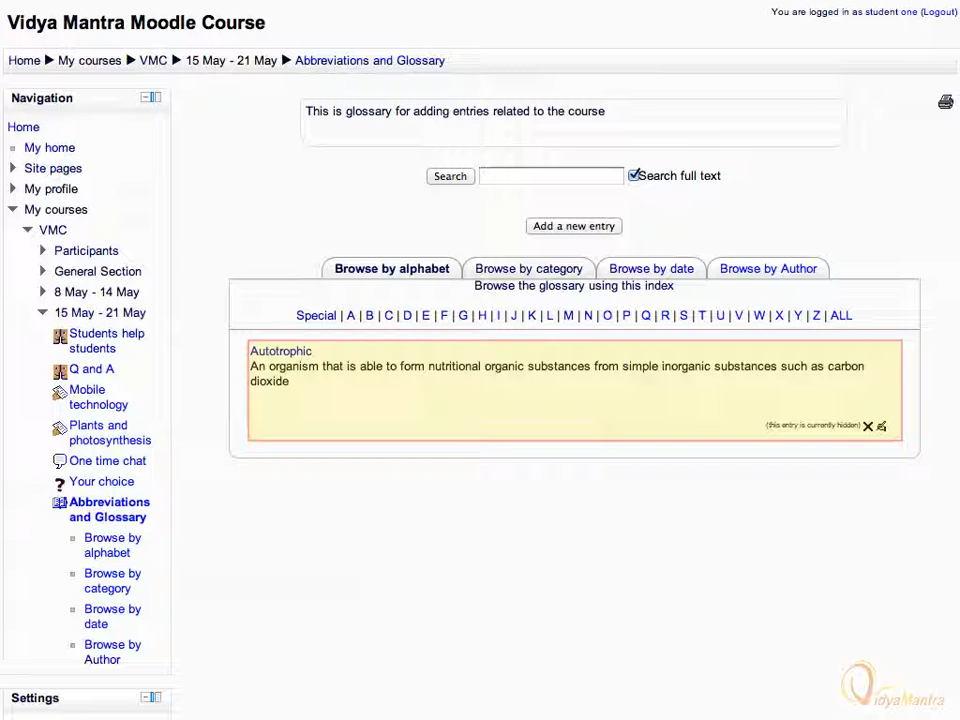 Vidya Mantra Moodle Course
You are logged in as student one (Logout)
Home ▶ My courses ▶ VMC ▶ 15 May - 21 May ▶ Abbreviations and Glossary
Navigation
Home
My home
Site pages
My profile
My courses
VMC
Participants
General Section
8 May - 14 May
15 May - 21 May
Students help
students
Q and A
Mobile
technology
Plants and
photosynthesis
One time chat
Your choice
Abbreviations
and Glossary
Browse by
alphabet
Browse by
category
Browse by
date
Browse by
Author
Settings
This is glossary for adding entries related to the course
Search
Search full text
Add a new entry
Browse by alphabet
Browse by category
Browse by date
Browse by Author
Browse the glossary using this index
Special | A | B | C | D | E | F | G | H | I | J | K | L | M | N | O | P | Q | R | S | T | U | V | W | X | Y | Z | ALL
Autotrophic
An organism that is able to form nutritional organic substances from simple inorganic substances such as carbon
dioxide
(this entry is currently hidden)
VidyaMantra